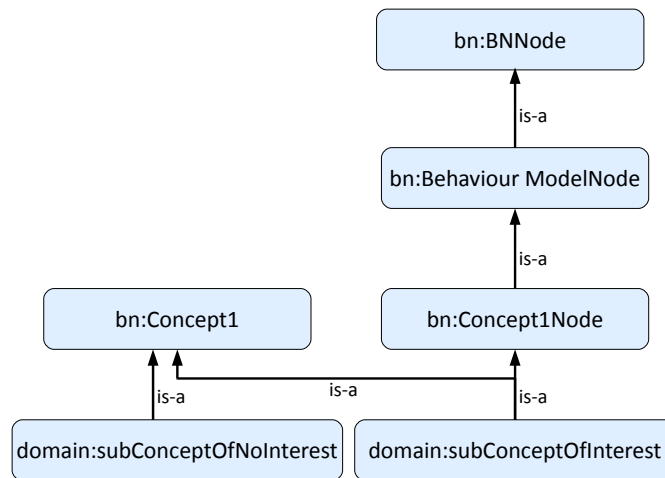 bn:BNNode
is-a
bn:Behaviour ModelNode
is-a
bn:Concept1
bn:Concept1Node
is-a
is-a
is-a
domain:subConceptOfNoInterest
domain:subConceptOfInterest